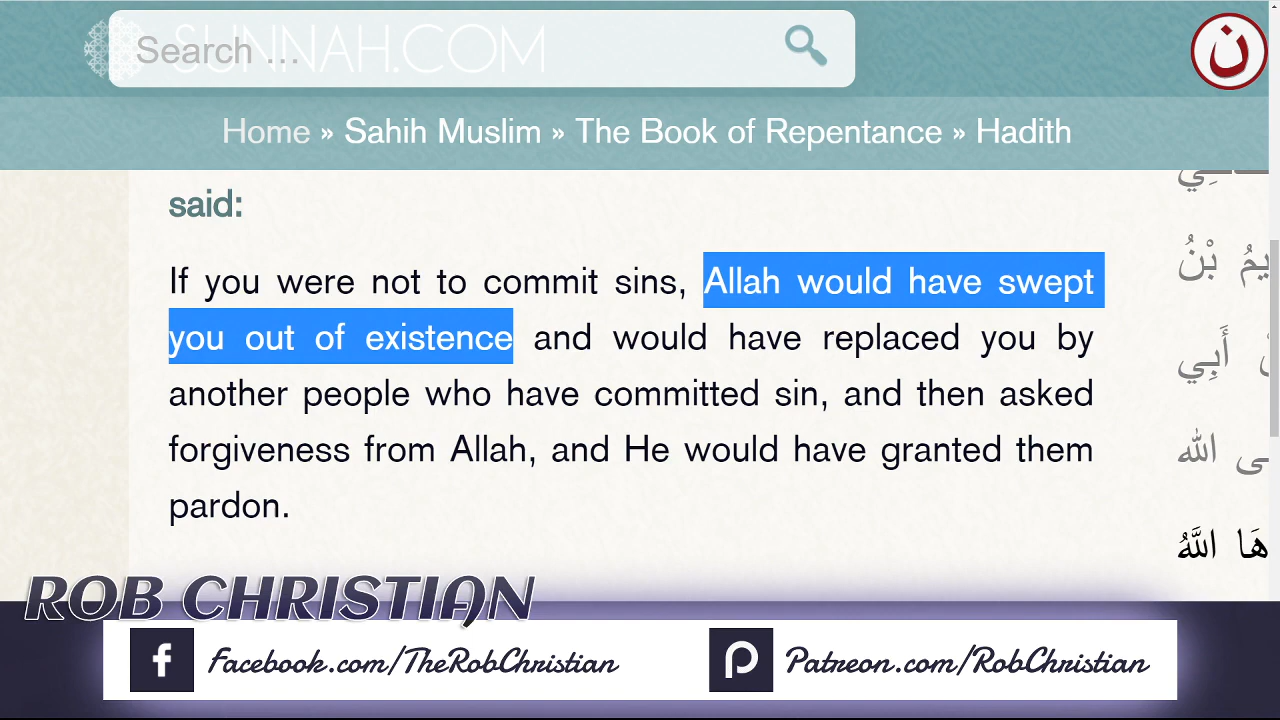 SUNNAH.COM
Search ...
ن
Home » Sahih Muslim » The Book of Repentance » Hadith
said:
If you were not to commit sins, Allah would have swept
you out of existence and would have replaced you by
another people who have committed sin, and then asked
forgiveness from Allah, and He would have granted them
pardon.
يمُ بْنُ
أَبِي
ى الله
هَا اللَّهُ
ROB CHRISTIAN
Facebook.com/TheRobChristian
Patreon.com/RobChristian